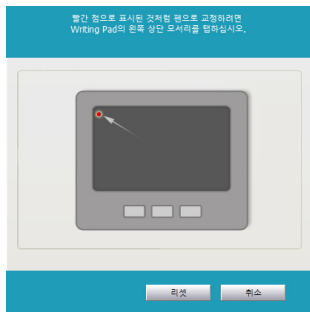 빨간 점으로 표시된 것처럼 펜으로 교정하려면
Writing Pad의 왼쪽 상단 모서리를 탭하십시오.
리셋
취소